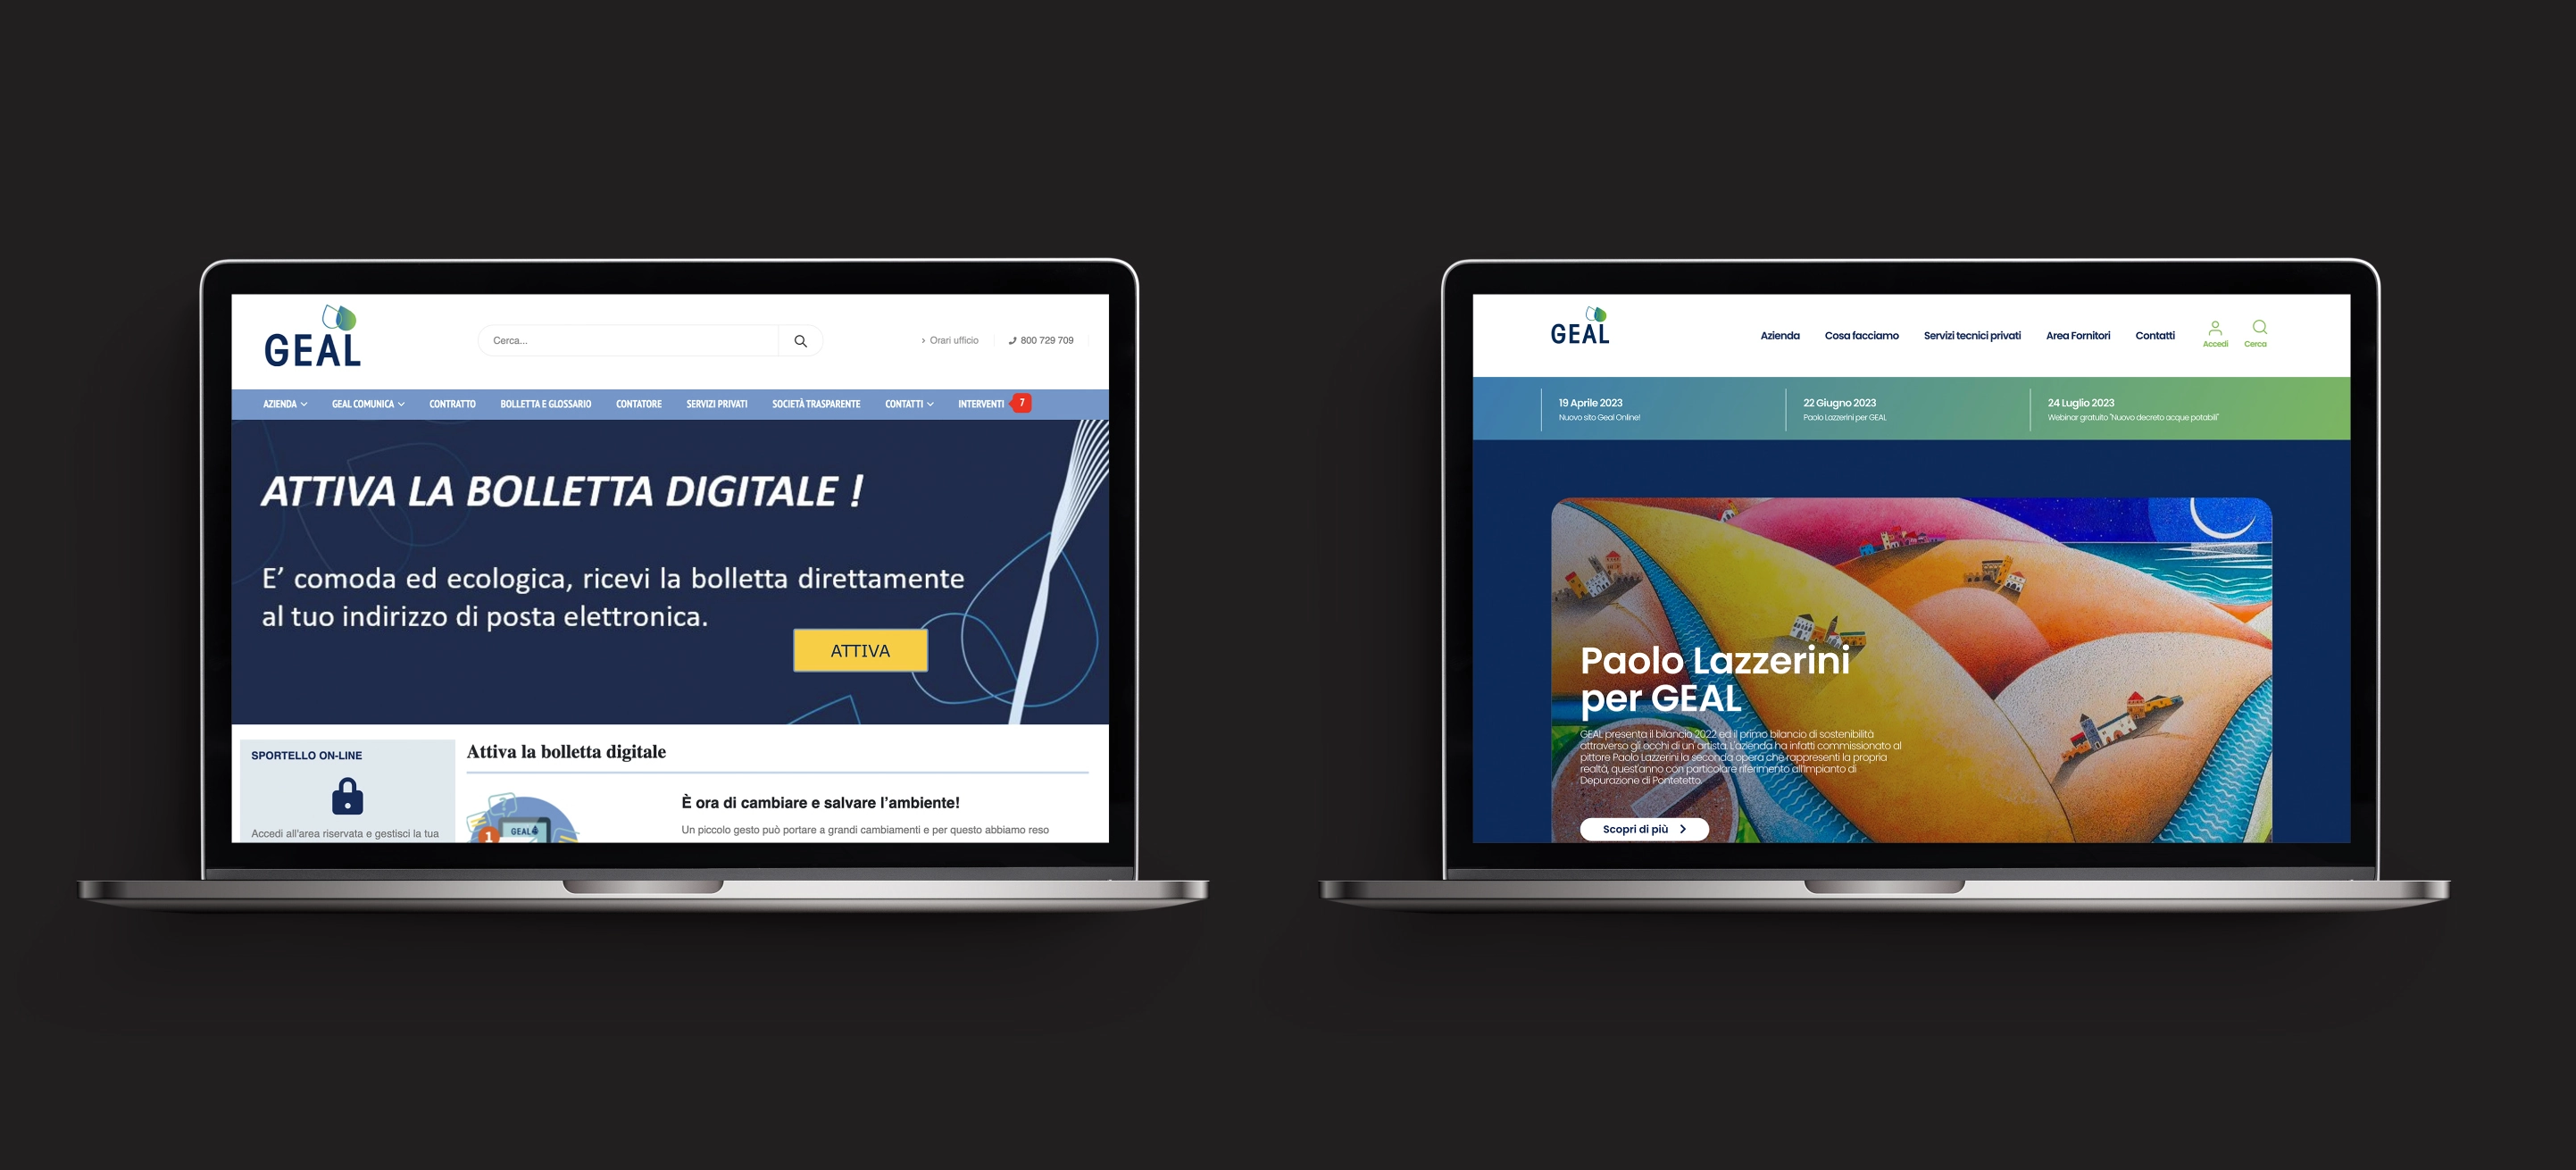 GEAL
Cerca...
Orari ufficio
800 729 709
AZIENDA
GEAL COMUNICA
CONTRATTO
BOLLETTA E GLOSSARIO
CONTATORE
SERVIZI PRIVATI
SOCIETÀ TRASPARENTE
CONTATTI
INTERVENTI
7
ATTIVA LA BOLLETTA DIGITALE !
E’ comoda ed ecologica, ricevi la bolletta direttamente
al tuo indirizzo di posta elettronica.
ATTIVA
SPORTELLO ON-LINE
Accedi all'area riservata e gestisci la tua
Attiva la bolletta digitale
?
GEAL
1
È ora di cambiare e salvare l’ambiente!
Un piccolo gesto può portare a grandi cambiamenti e per questo abbiamo reso
GEAL
Azienda
Cosa facciamo
Servizi tecnici privati
Area Fornitori
Contatti
Accedi
Cerca
19 Aprile 2023
Nuovo sito Geal Online!
22 Giugno 2023
Paolo Lazzerini per GEAL
24 Luglio 2023
Webinar gratuito "Nuovo decreto acque potabili"
Paolo Lazzerini
per GEAL
GEAL presenta il bilancio 2022 ed il primo bilancio di sostenibilità
attraverso gli occhi di un'artista. L'azienda ha infatti commissionato al
pittore Paolo Lazzerini la seconda opera che rappresenti la propria
realtà, quest'anno con particolare riferimento all'impianto di
Depurazione di Pontetetto.
Scopri di più